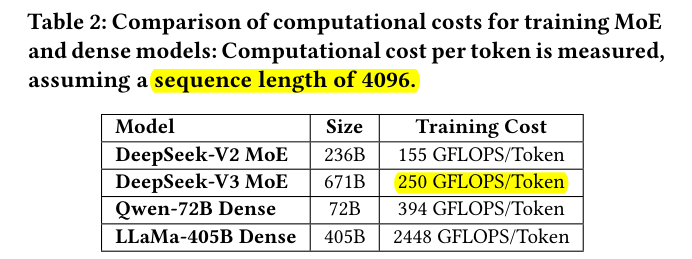 Table 2: Comparison of computational costs for training MoE
and dense models: Computational cost per token is measured,
assuming a sequence length of 4096.
Model Size Training Cost
DeepSeek-V2 MoE 236B 155 GFLOPS/Token
DeepSeek-V3 MoE 671B 250 GFLOPS/Token
Qwen-72B Dense 72B 394 GFLOPS/Token
LLaMa-405B Dense 405B 2448 GFLOPS/Token